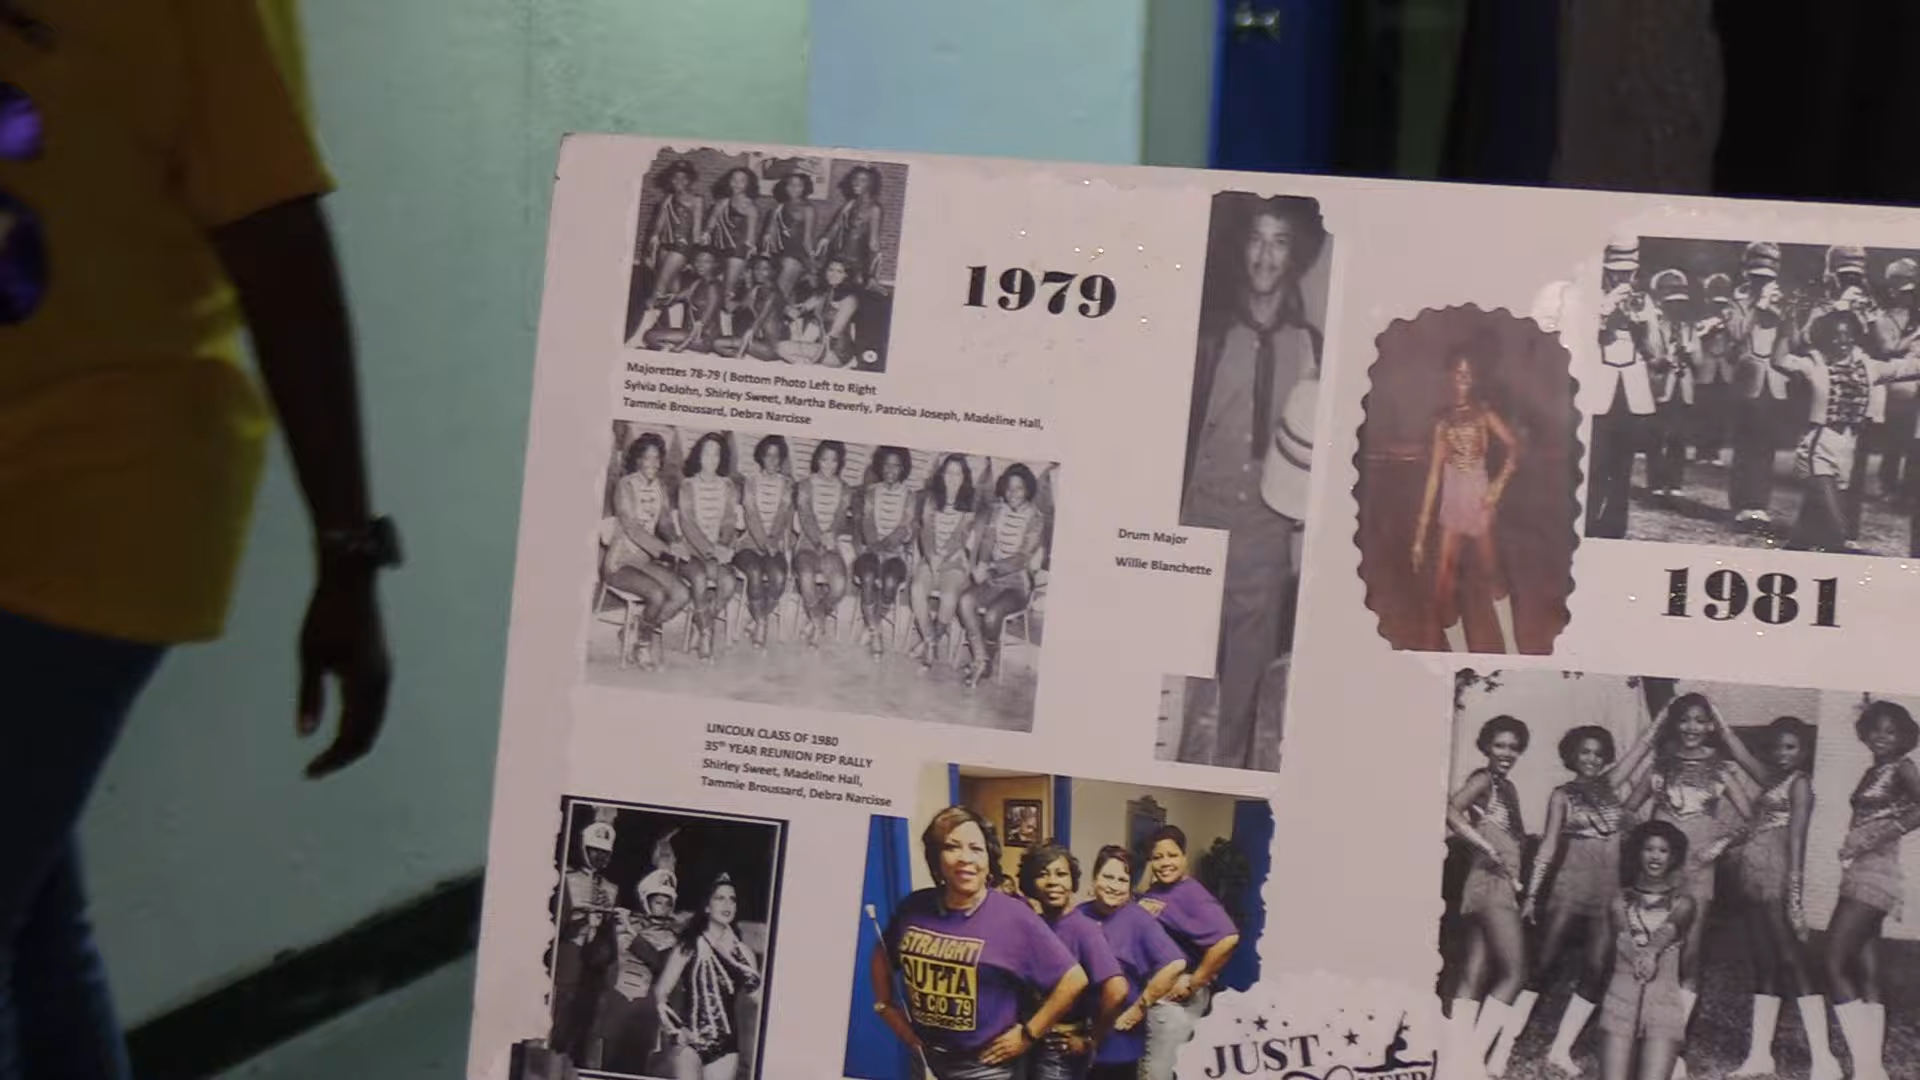 1979
Majorettes 78-79 ( Bottom Photo Left to Right
Sylvia DeJohn, Shirley Sweet, Martha Beverly, Patricia Joseph, Madeline Hall,
Tammie Broussard, Debra Narcisse
Drum Major
Willie Blanchette
1981
LINCOLN CLASS OF 1980
35th YEAR REUNION PEP RALLY
Shirley Sweet, Madeline Hall,
Tammie Broussard, Debra Narcisse
STRAIGHT
OUTTA
C/O 79
JUST